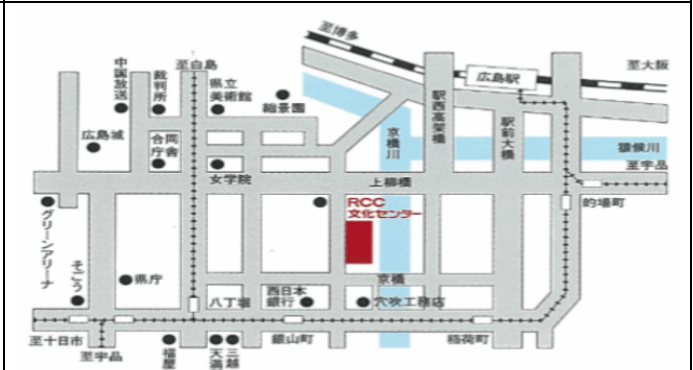 至博多
広島駅
至大阪
至白島
中国放送
裁判所
県立
美術館
縮景園
駅西高架橋
駅前大橋
京橋川
猿候川
広島城
合同
庁舎
至宇品
女学院
上柳橋
的場町
RCC
文化センター
グリーンアリーナ
そごう
県庁
京橋
八丁堀
西日本
銀行
穴吹工務店
至十日市
至宇品
福屋
天満
三越
銀山町
稲荷町